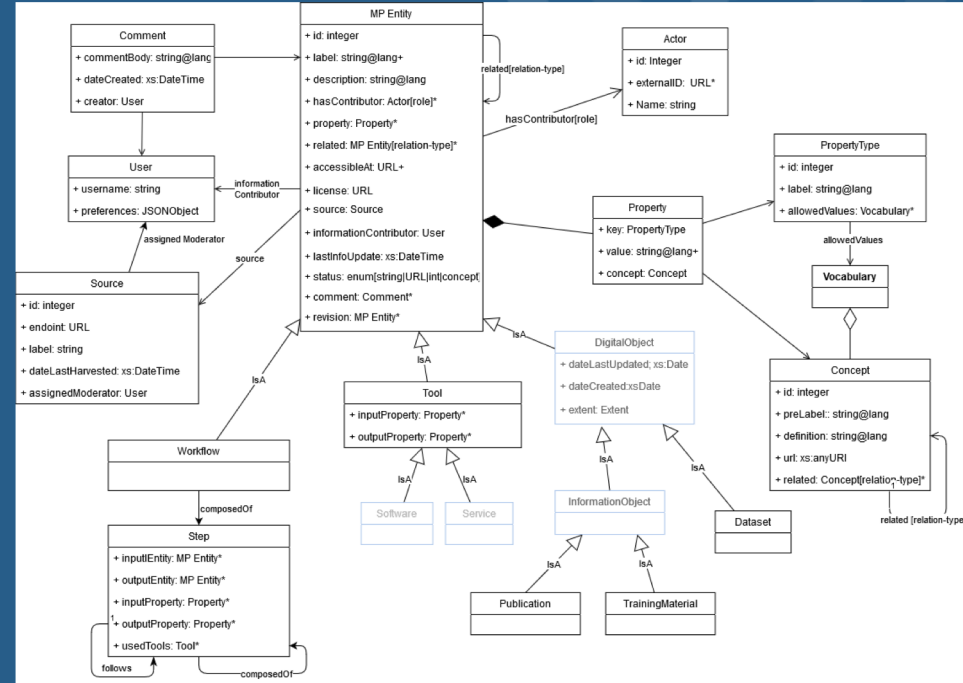 Comment
+ commentBody: string@lang
+ dateCreated: xs:DateTime
+ creator: User
MP Entity
+ id: integer
+ label: string@lang+
+ description: string@lang
+ hasContributor: Actor[role]*
+ property: Property*
+ related: MP Entity[relation-type]*
+ accessibleAt: URL+
+ license: URL
+ source: Source
+ informationContributor: User
+ lastInfoUpdate: xs:DateTime
+ status: enum[string|URL|int|concept]
+ comment: Comment*
+ revision: MP Entity*
related[relation-type]
Actor
+ id: Integer
+ externalID: URL*
+ Name: string
hasContributor[role]
User
+ username: string
+ preferences: JSONObject
information
Contributor
assigned Moderator
source
Source
+ id: integer
+ endoint: URL
+ label: string
+ dateLastHarvested: xs:DateTime
+ assignedModerator: User
Property
+ key: PropertyType
+ value: string@lang+
+ concept: Concept
PropertyType
+ id: integer
+ label: string@lang
+ allowedValues: Vocabulary*
allowedValues
Vocabulary
Concept
+ id: integer
+ preLabel:: string@lang
+ definition: string@lang
+ url: xs:anyURI
+ related: Concept[relation-type]*
1
related [relation-type
IsA
IsA
IsA
DigitalObject
+ dateLastUpdated; xs:Date
+ dateCreated:xsDate
+ extent: Extent
Tool
+ inputProperty: Property*
+ outputProperty: Property*
IsA
IsA
IsA
IsA
Software
Service
InformationObject
Dataset
IsA
IsA
Publication
TrainingMaterial
Workflow
composedOf
Step
+ inputIEntity: MP Entity*
+ outputEntity: MP Entity*
+ inputProperty: Property*
1
+ outputProperty: Property*
+ usedTools: Tool*
follows
composedOf